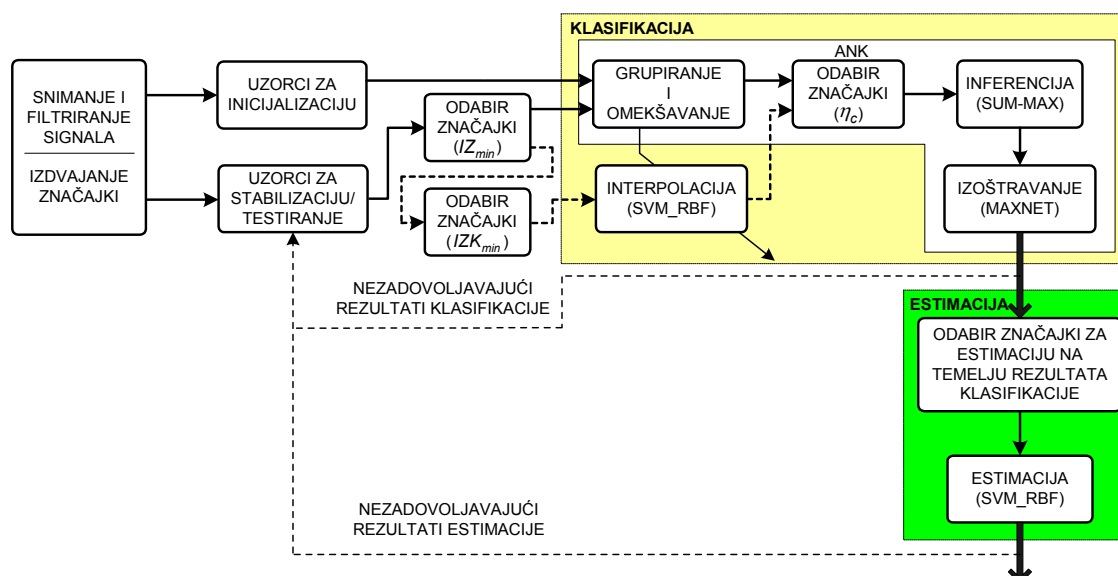 KLASIFIKACIJA
ANK
SNIMANJE I
FILTRIRANJE
SIGNALA
IZDVAJANJE
ZNAČAJKI
UZORCI ZA
INICIJALIZACIJU
UZORCI ZA
STABILIZACIJU/
TESTIRANJE
ODABIR
ZNAČAJKI
(IZmin)
ODABIR
ZNAČAJKI
(IZKmin)
GRUPIRANJE
I
OMEKŠAVANJE
INTERPOLACIJA
(SVM_RBF)
ODABIR
ZNAČAJKI
(ηc)
INFERENCIJA
(SUM-MAX)
IZOŠTRAVANJE
(MAXNET)
NEZADOVOLJAVAJUĆI
REZULTATI KLASIFIKACIJE
ESTIMACIJA
ODABIR ZNAČAJKI ZA
ESTIMACIJU NA
TEMELJU REZULTATA
KLASIFIKACIJE
ESTIMACIJA
(SVM_RBF)
NEZADOVOLJAVAJUĆI
REZULTATI ESTIMACIJE